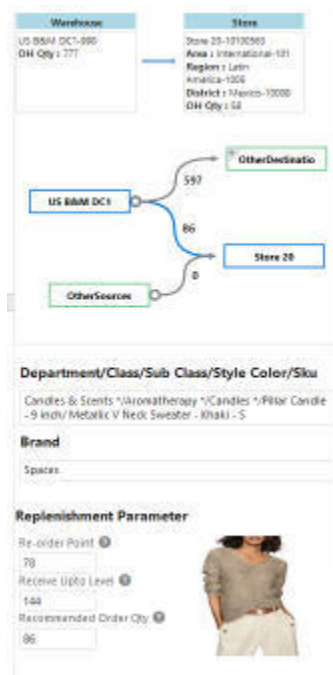 Warehouse
US B&M DC1-998
OH Qty : 777
Store
Store 20-10100563
Area : International-101
Region : Latin
America-1006
District : Mexico-10008
OH Qty : 58
OtherDestinatio
597
US B&M DC1
86
Store 20
0
OtherSources
Department/Class/Sub Class/Style Color/Sku
Candles & Scents */Aromatherapy */Candles */Pillar Candle
- 9 inch/ Metallic V Neck Sweater - Khaki - S
Brand
Spaces
Replenishment Parameter
Re-order Point
78
Receive Upto Level
144
Recommended Order Qty
86